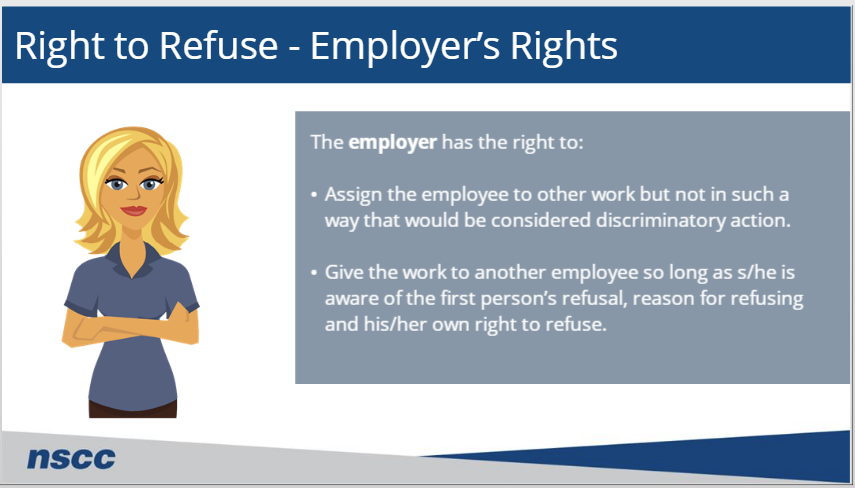 Right to Refuse - Employer's Rights
The employer has the right to:
• Assign the employee to other work but not in such a
way that would be considered discriminatory action.
• Give the work to another employee so long as s/he is
aware of the first person's refusal, reason for refusing
and his/her own right to refuse.
nscc